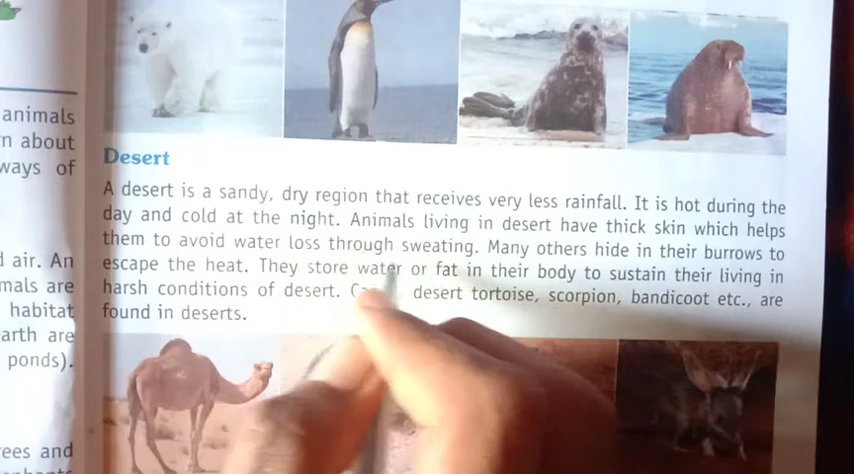 animals
n about
ways of
d air. An
mals are
habitat
arth are
ponds).
ees and
Desert
A desert is a sandy, dry region that receives very less rainfall. It is hot during the
day and cold at the night. Animals living in desert have thick skin which helps
them to avoid water loss through sweating. Many others hide in their burrows to
escape the heat. They store water or fat in their body to sustain their living in
harsh conditions of desert. desert tortoise, scorpion, bandicoot etc., are
found in deserts.